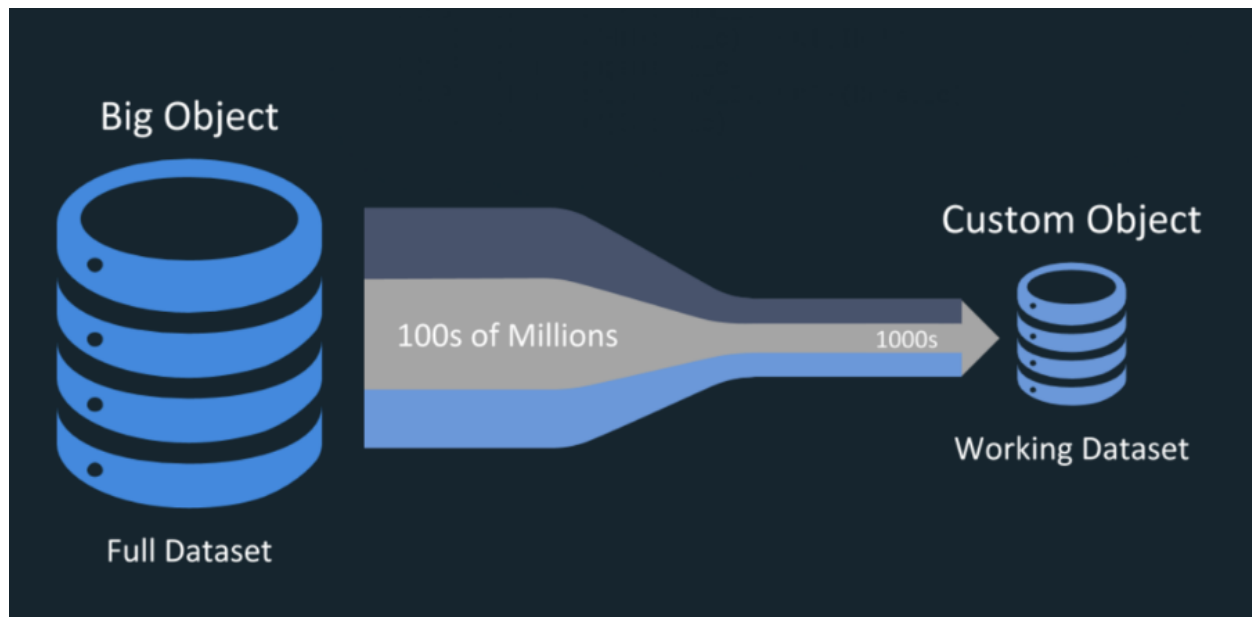 Big Object
Custom Object
100s of Millions
1000s
Working Dataset
Full Dataset